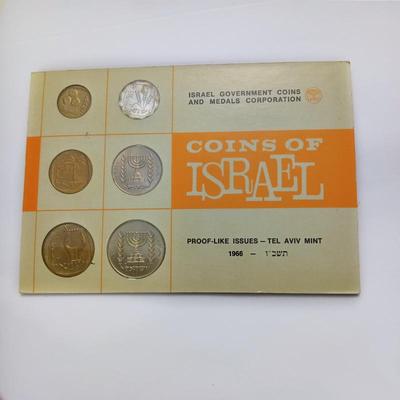 ISRAEL GOVERNMENT COINS
AND MEDALS CORPORATION
COINS OF
ISRAEL
PROOF-LIKE ISSUES — TEL AVIV MINT
1966 — תשכ"ו